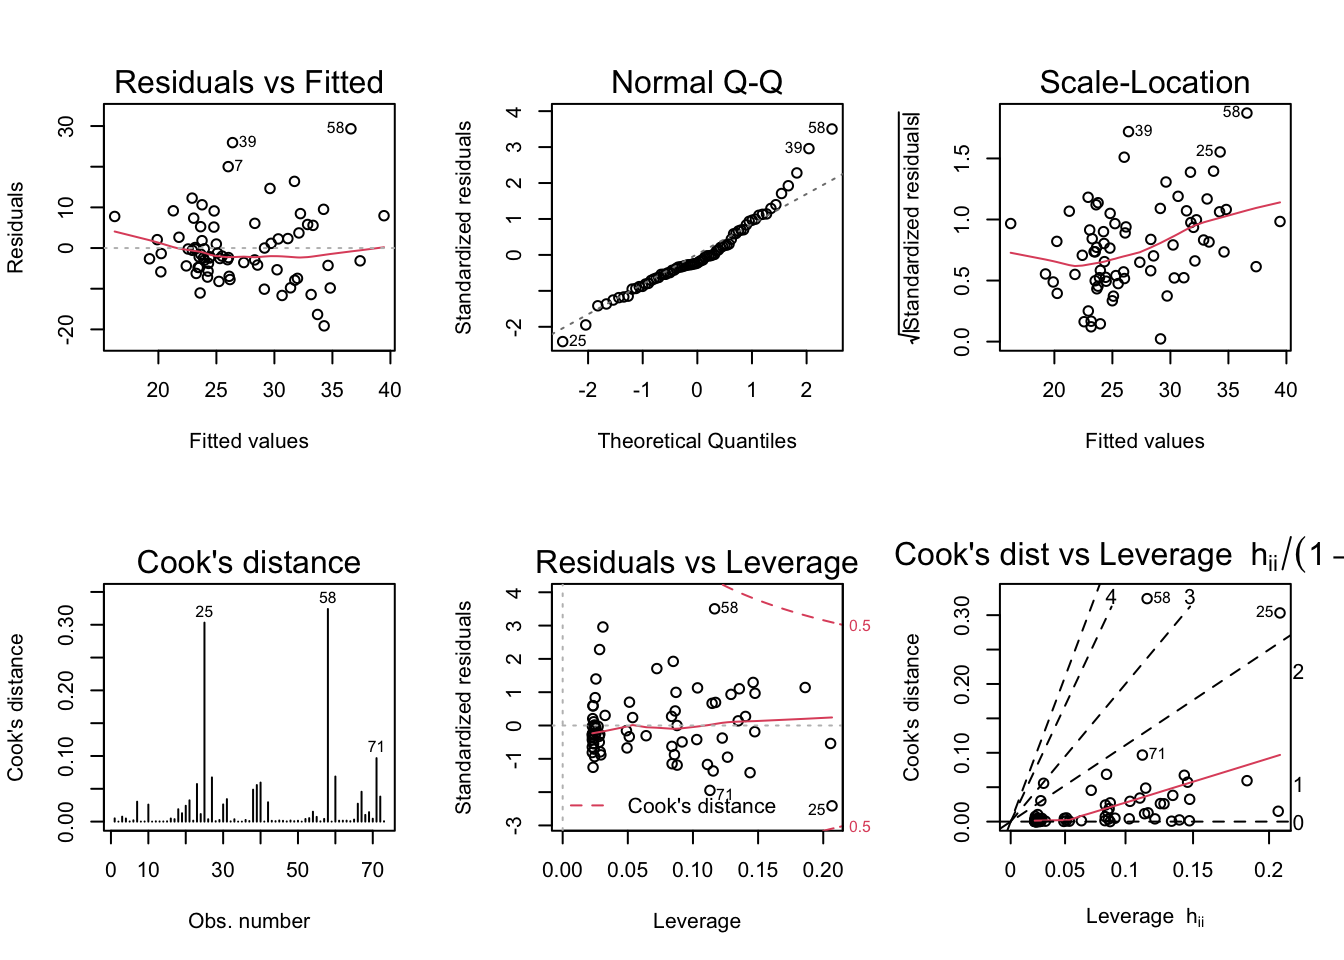 Residuals vs Fitted
Residuals
30
10
0
-20
58
39
7
20 25 30 35 40
Fitted values
Normal Q-Q
Standardized residuals
4
3
2
1
0
-2
58
39
25
-2 -1 0 1 2
Theoretical Quantiles
Scale-Location
√|Standardized residuals|
1.5
1.0
0.5
0.0
58
39
25
20 25 30 35 40
Fitted values
Cook's distance
Cook's distance
0.30
0.20
0.10
0.00
25
58
71
0 10 30 50 70
Obs. number
Residuals vs Leverage
Standardized residuals
4
3
2
1
0
-1
-3
58
0.5
71
Cook's distance
25
0.5
0.00 0.05 0.10 0.15 0.20
Leverage
Cook's dist vs Leverage hii/(1 −
Cook's distance
0.30
0.20
0.10
0.00
4
58
3
25
2
71
1
0
0 0.05 0.1 0.15 0.2
Leverage hii